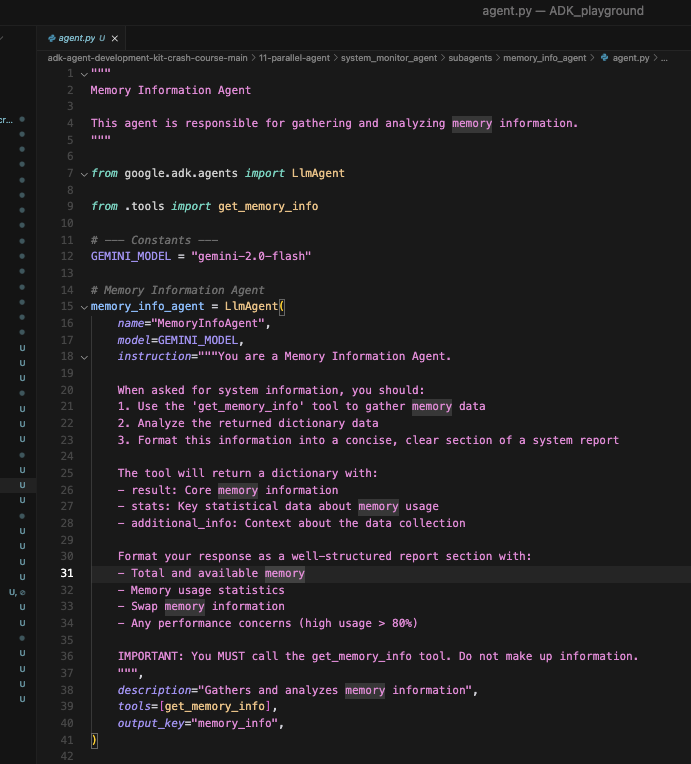 agent.py — ADK_playground
agent.py U ×
adk-agent-development-kit-crash-course-main > 11-parallel-agent > system_monitor_agent > subagents > memory_info_agent > agent.py > ...
cr...
1 """
2 Memory Information Agent
3
4 This agent is responsible for gathering and analyzing memory information.
5 """
6
7 from google.adk.agents import LlmAgent
8
9 from .tools import get_memory_info
10
11 # --- Constants ---
12 GEMINI_MODEL = "gemini-2.0-flash"
13
14 # Memory Information Agent
15 memory_info_agent = LlmAgent(
16     name="MemoryInfoAgent",
17     model=GEMINI_MODEL,
18     instruction="""You are a Memory Information Agent.
19
20     When asked for system information, you should:
21     1. Use the 'get_memory_info' tool to gather memory data
22     2. Analyze the returned dictionary data
23     3. Format this information into a concise, clear section of a system report
24
25     The tool will return a dictionary with:
26     - result: Core memory information
27     - stats: Key statistical data about memory usage
28     - additional_info: Context about the data collection
29
30     Format your response as a well-structured report section with:
31     - Total and available memory
32     - Memory usage statistics
33     - Swap memory information
34     - Any performance concerns (high usage > 80%)
35
36     IMPORTANT: You MUST call the get_memory_info tool. Do not make up information.
37     """,
38     description="Gathers and analyzes memory information",
39     tools=[get_memory_info],
40     output_key="memory_info",
41 )
42
U
U
U
U
U
U
U
U
U
U
U
U
U
U,
U
U
U
U
U
U